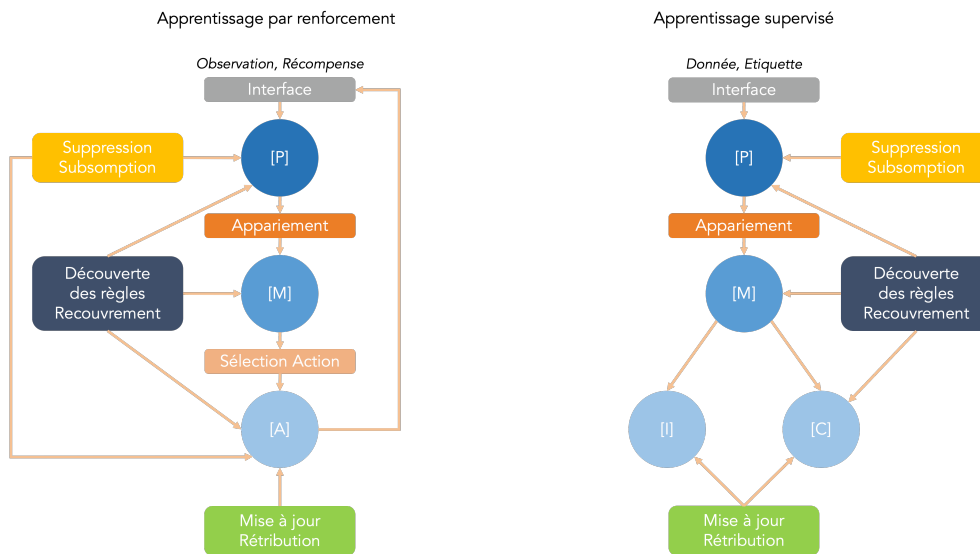 Apprentissage par renforcement
Observation, Récompense
Interface
Suppression
Subsomption
[P]
Appariement
Découverte
des règles
Recouvrement
[M]
Sélection Action
[A]
Mise à jour
Rétribution
Apprentissage supervisé
Donnée, Etiquette
Interface
[P]
Suppression
Subsomption
Appariement
[M]
Découverte
des règles
Recouvrement
[I]
[C]
Mise à jour
Rétribution